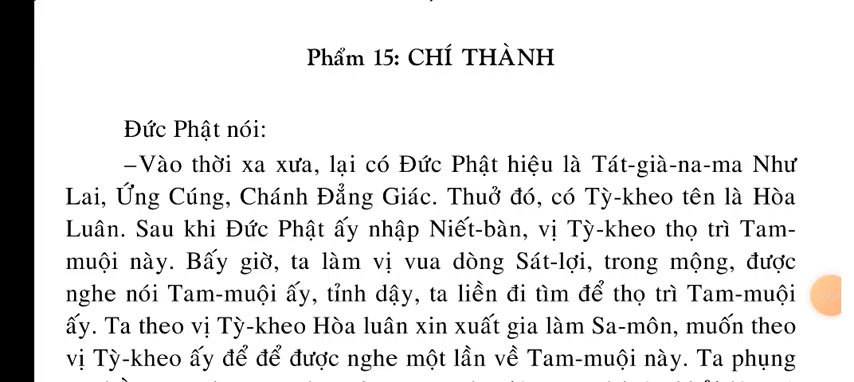 Phẩm 15: CHÍ THÀNH
Đức Phật nói:
–Vào thời xa xưa, lại có Đức Phật hiệu là Tát-già-na-ma Như
Lai, Ứng Cúng, Chánh Đẳng Giác. Thuở đó, có Tỳ-kheo tên là Hòa
Luân. Sau khi Đức Phật ấy nhập Niết-bàn, vị Tỳ-kheo thọ trì Tam-
muội này. Bấy giờ, ta làm vị vua dòng Sát-lợi, trong mộng, được
nghe nói Tam-muội ấy, tỉnh dậy, ta liền đi tìm để thọ trì Tam-muội
ấy. Ta theo vị Tỳ-kheo Hòa luân xin xuất gia làm Sa-môn, muốn theo
vị Tỳ-kheo ấy để để được nghe một lần về Tam-muội này. Ta phụng